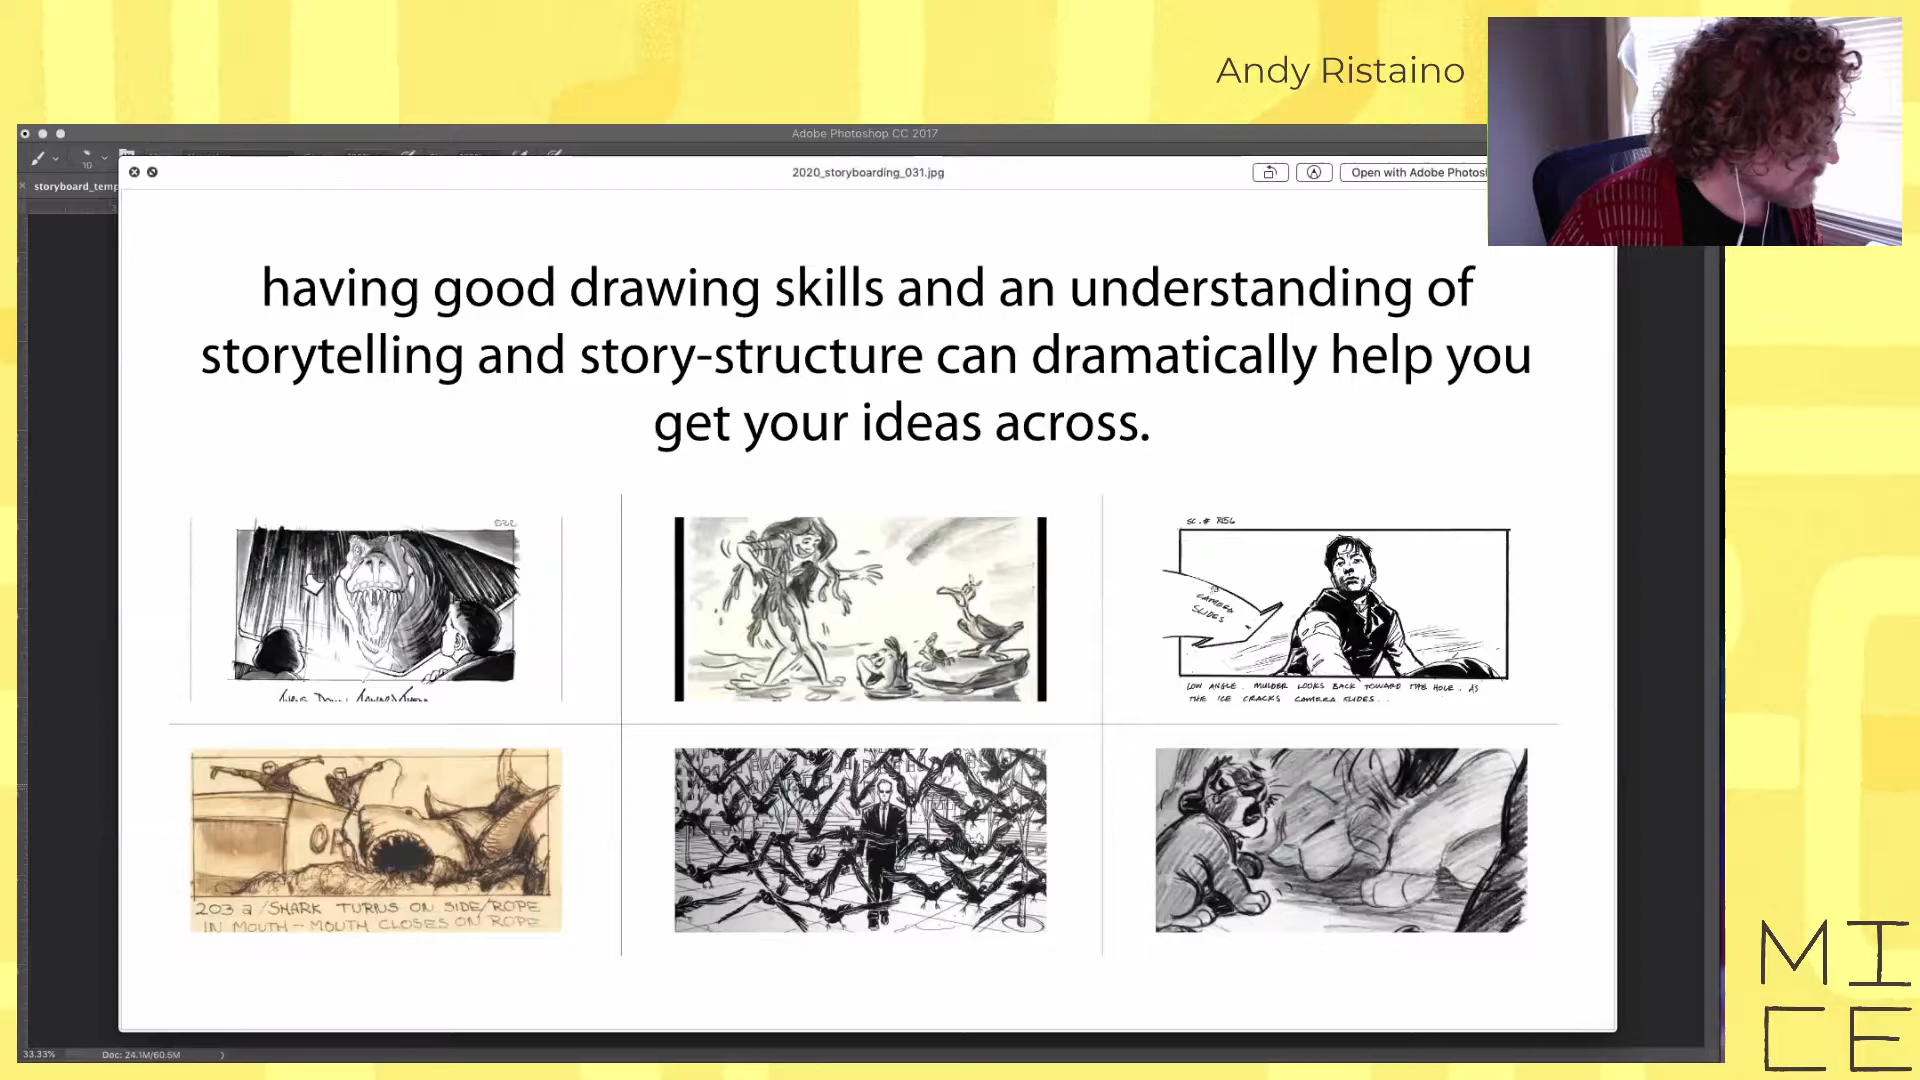 Andy Ristaino
Adobe Photoshop CC 2017
10
storyboard_temp
2020_storyboarding_031.jpg
Open with Adobe Photos
having good drawing skills and an understanding of
storytelling and story-structure can dramatically help you
get your ideas across.
SC. #
CAMERA
SLIDES
LOW ANGLE. MULDER LOOKS BACK TOWARD THE HOLE. AS
THE ICE CRACKS CAMERA SLIDES...
203 a/SHARK TURNS ON SIDE/ROPE
IN MOUTH - MOUTH CLOSES ON ROPE
33.33%
Doc: 24.1M/60.5M
MI
CE